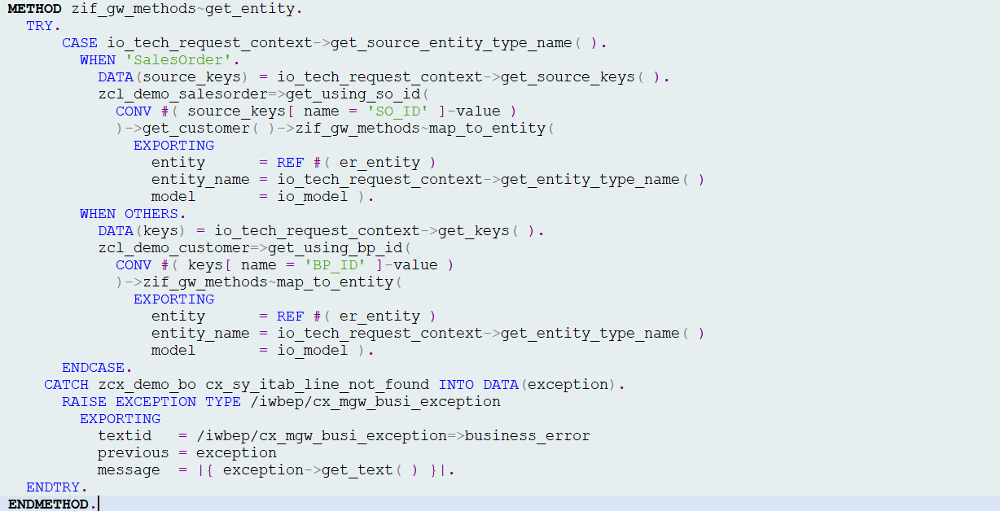 METHOD zif_gw_methods~get_entity.
  TRY.
      CASE io_tech_request_context->get_source_entity_type_name( ).
        WHEN 'SalesOrder'.
          DATA(source_keys) = io_tech_request_context->get_source_keys( ).
          zcl_demo_salesorder=>get_using_so_id(
            CONV #( source_keys[ name = 'SO_ID' ]-value )
            )->get_customer( )->zif_gw_methods~map_to_entity(
              EXPORTING
                entity      = REF #( er_entity )
                entity_name = io_tech_request_context->get_entity_type_name( )
                model       = io_model ).
        WHEN OTHERS.
          DATA(keys) = io_tech_request_context->get_keys( ).
          zcl_demo_customer=>get_using_bp_id(
            CONV #( keys[ name = 'BP_ID' ]-value )
            )->zif_gw_methods~map_to_entity(
              EXPORTING
                entity      = REF #( er_entity )
                entity_name = io_tech_request_context->get_entity_type_name( )
                model       = io_model ).
      ENDCASE.
    CATCH zcx_demo_bo cx_sy_itab_line_not_found INTO DATA(exception).
      RAISE EXCEPTION TYPE /iwbep/cx_mgw_busi_exception
        EXPORTING
          textid   = /iwbep/cx_mgw_busi_exception=>business_error
          previous = exception
          message  = |{ exception->get_text( ) }|.
  ENDTRY.
ENDMETHOD.